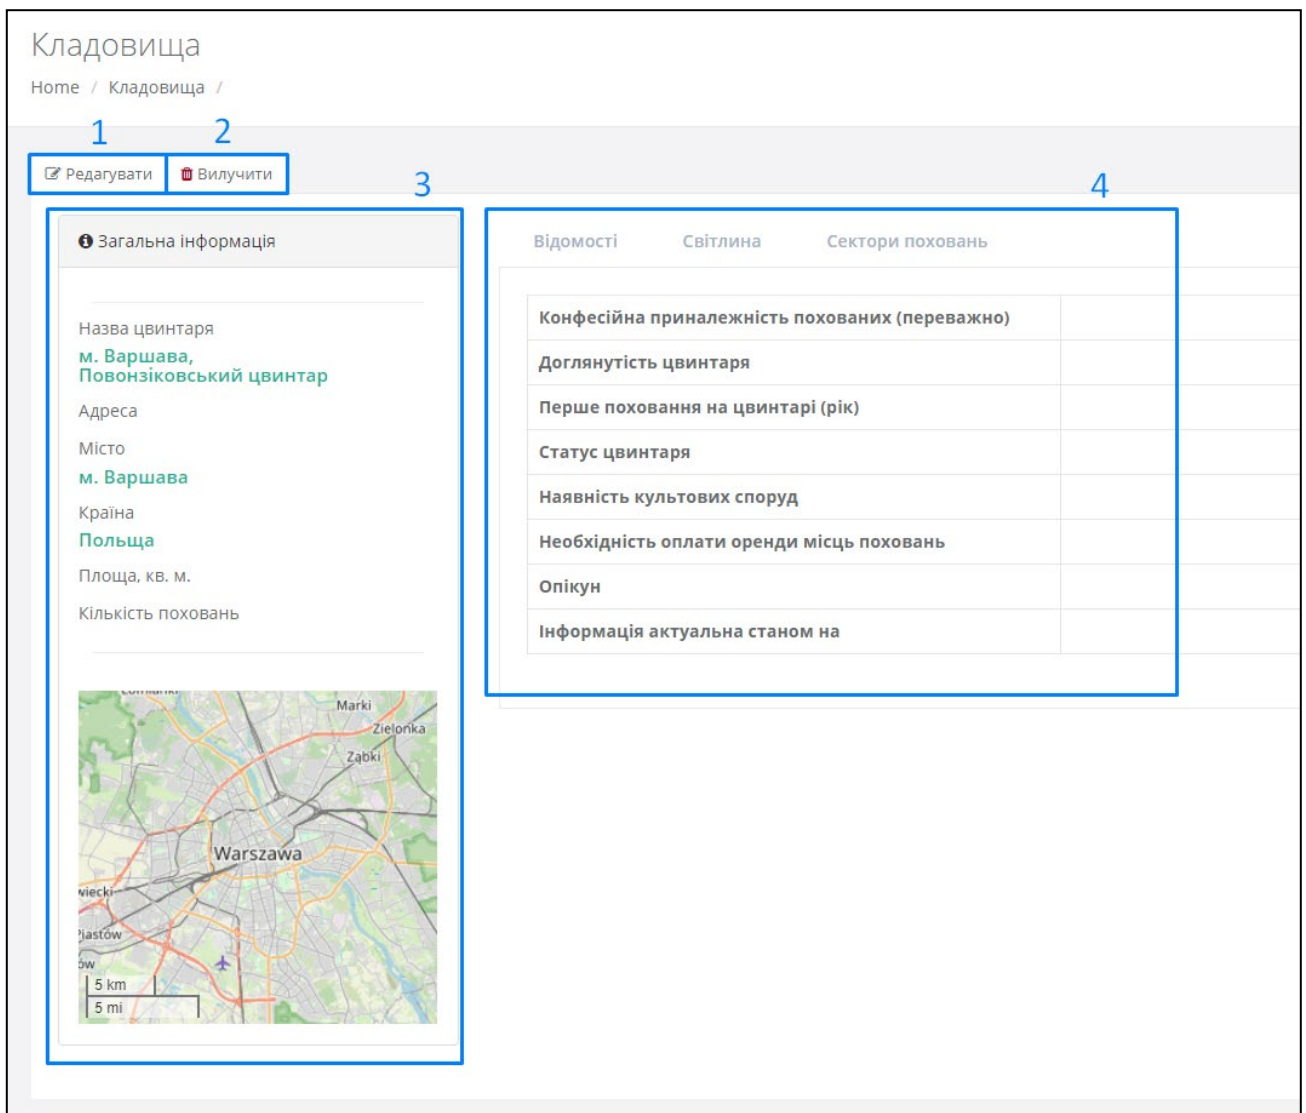 Кладовища
Home / Кладовища /
1
2
Редагувати
Вилучити
3
4
Загальна інформація
Назва цвинтаря
м. Варшава,
Повонзіковський цвинтар
Адреса
Місто
м. Варшава
Країна
Польща
Площа, кв. м.
Кількість поховань
Marki
Zielonka
Ząbki
Warszawa
wiecki
Piastów
ów
5 km
5 mi
Відомості
Світлина
Сектори поховань
Конфесійна приналежність похованих (переважно)
Доглянутість цвинтаря
Перше поховання на цвинтарі (рік)
Статус цвинтаря
Наявність культових споруд
Необхідність оплати оренди місць поховань
Опікун
Інформація актуальна станом на